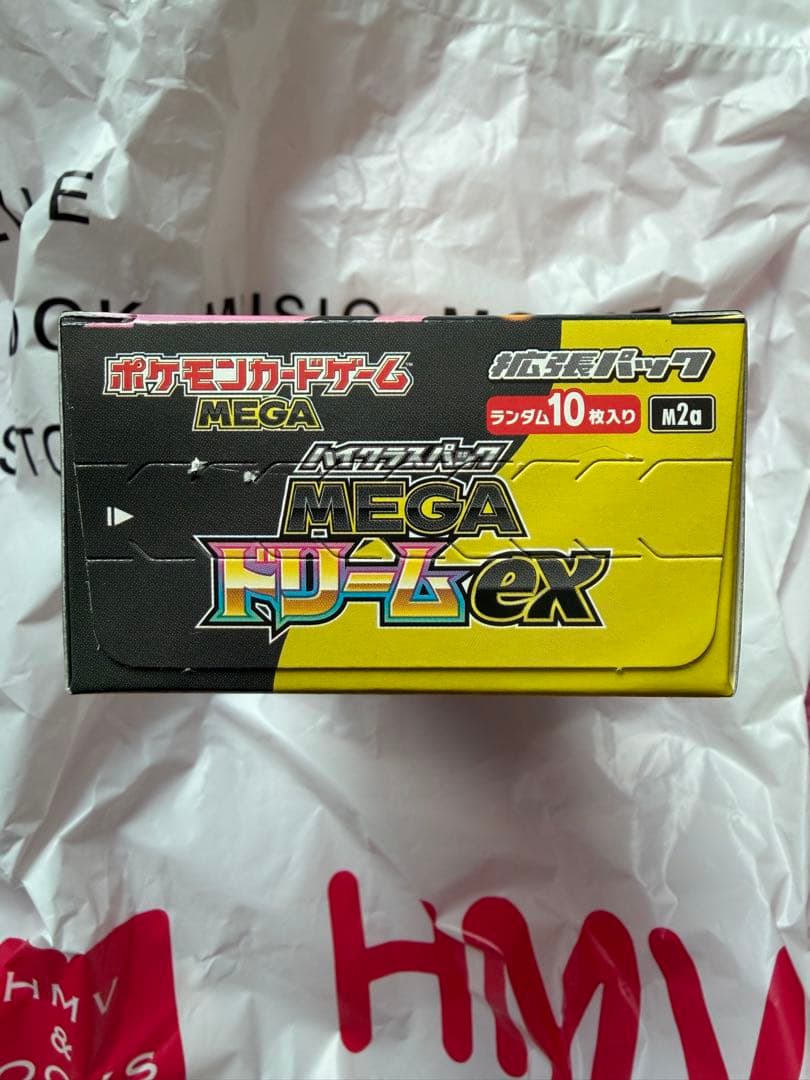 MUSIC
ポケモンカードゲーム
MEGA
拡張パック
ランダム10枚入り
M2a
ハイクラスパック
MEGA
ドリームex
HMV
HMV
&